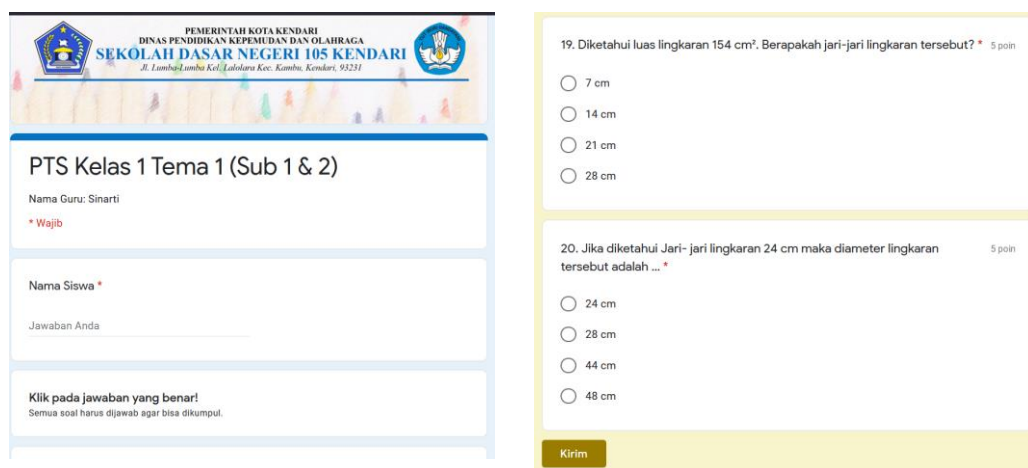 PEMERINTAH KOTA KENDARI
DINAS PENDIDIKAN KEPEMUDAN DAN OLAHRAGA
SEKOLAH DASAR NEGERI 105 KENDARI
Jl. Lumba-Lumba Kel. Lalolara Kec. Kambu, Kendari, 93231
PTS Kelas 1 Tema 1 (Sub 1 & 2)
Nama Guru: Sinarti
* Wajib
Nama Siswa *
Jawaban Anda
Klik pada jawaban yang benar!
Semua soal harus dijawab agar bisa dikumpul.
19. Diketahui luas lingkaran 154 cm². Berapakah jari-jari lingkaran tersebut? * 5 poin
7 cm
14 cm
21 cm
28 cm
20. Jika diketahui Jari- jari lingkaran 24 cm maka diameter lingkaran 5 poin
tersebut adalah ... *
24 cm
28 cm
44 cm
48 cm
Kirim